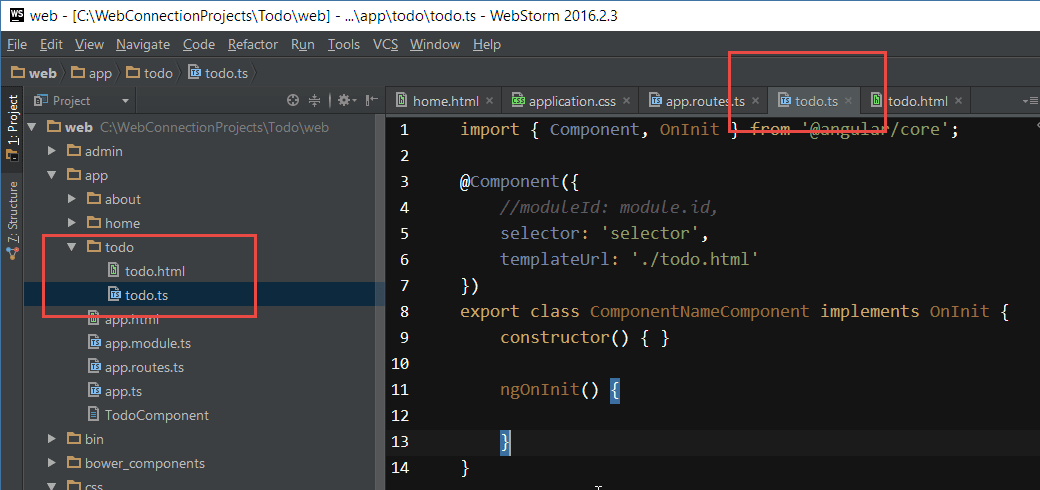 WS web - [C:\WebConnectionProjects\Todo\web] - ...\app\todo\todo.ts - WebStorm 2016.2.3
File Edit View Navigate Code Refactor Run Tools VCS Window Help
web app todo todo.ts
1: Project
7: Structure
Project
web C:\WebConnectionProjects\Todo\web
admin
app
about
home
todo
todo.html
todo.ts
app.html
app.module.ts
app.routes.ts
app.ts
TodoComponent
bin
bower_components
css
home.html application.css app.routes.ts todo.ts todo.html
1 import { Component, OnInit } from '@angular/core';
2
3 @Component({
4 //moduleId: module.id,
5 selector: 'selector',
6 templateUrl: './todo.html'
7 })
8 export class ComponentNameComponent implements OnInit {
9 constructor() { }
10
11 ngOnInit() {
12
13 }
14 }